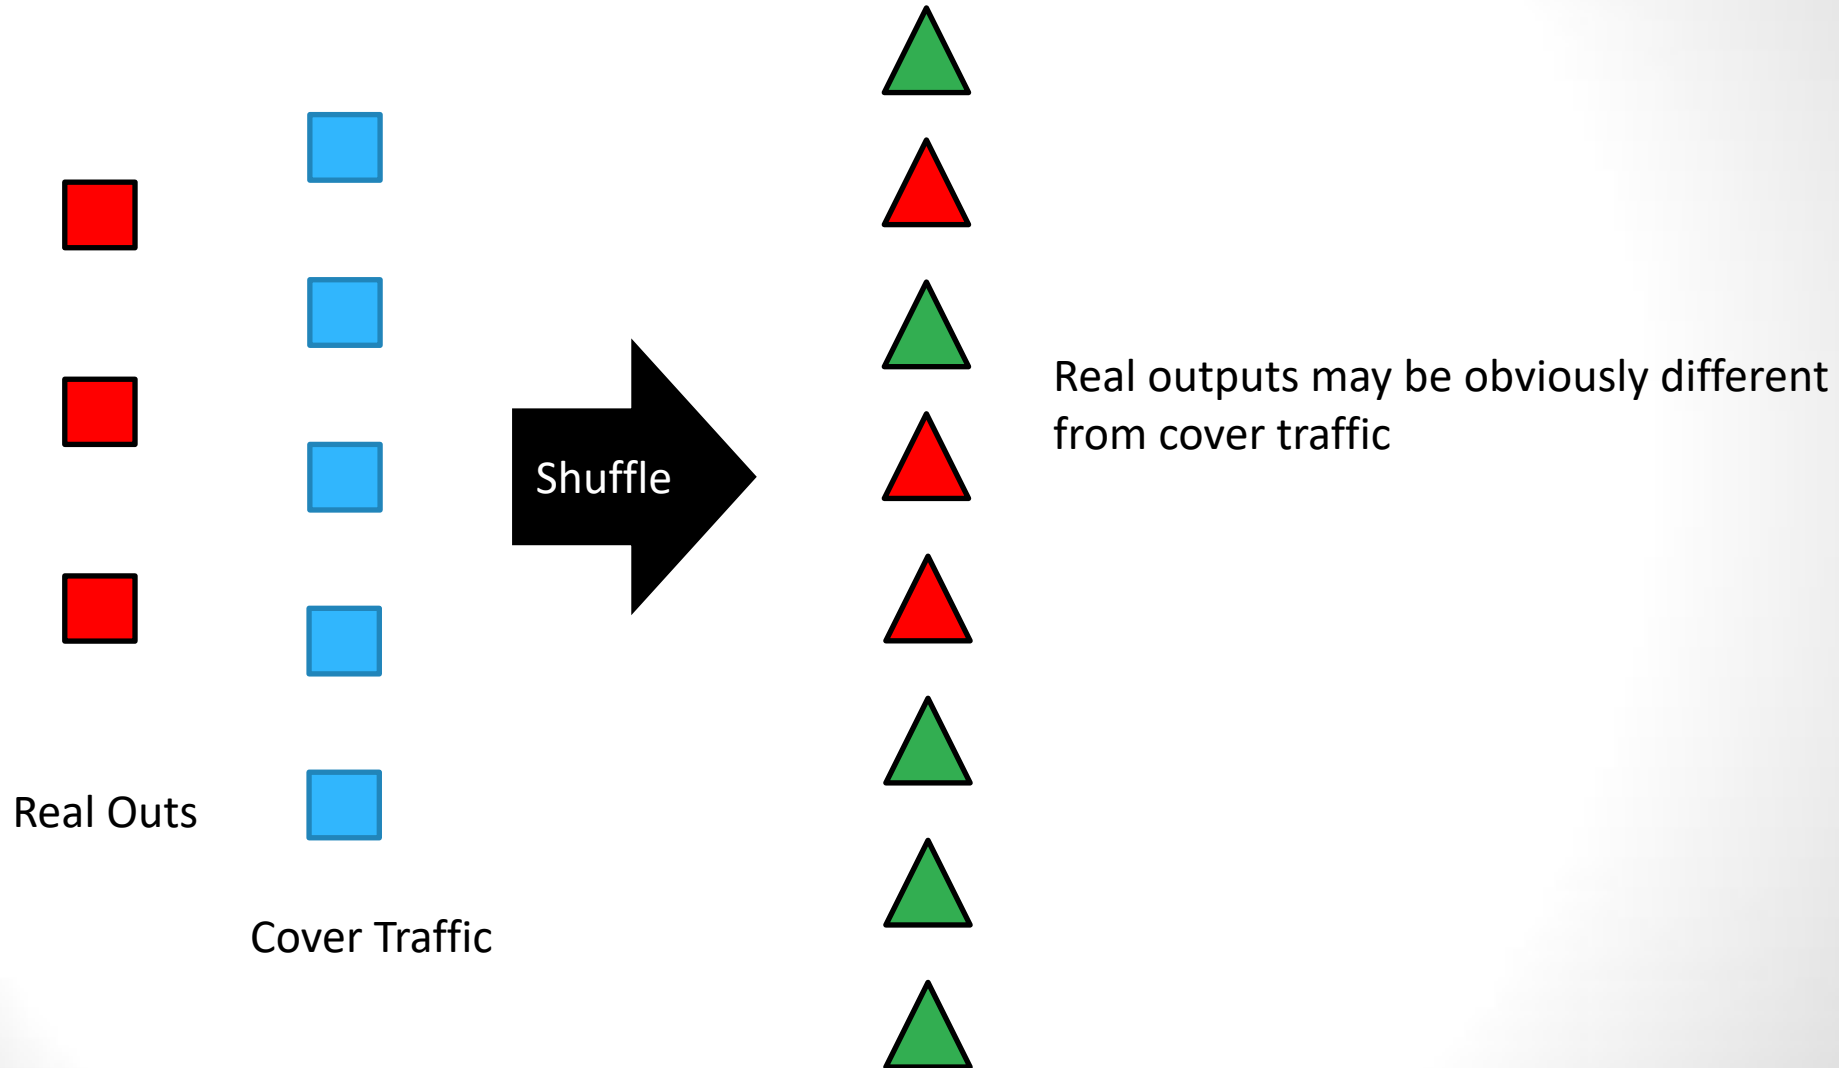 Real Outs
Cover Traffic
Shuffle
Real outputs may be obviously different
from cover traffic